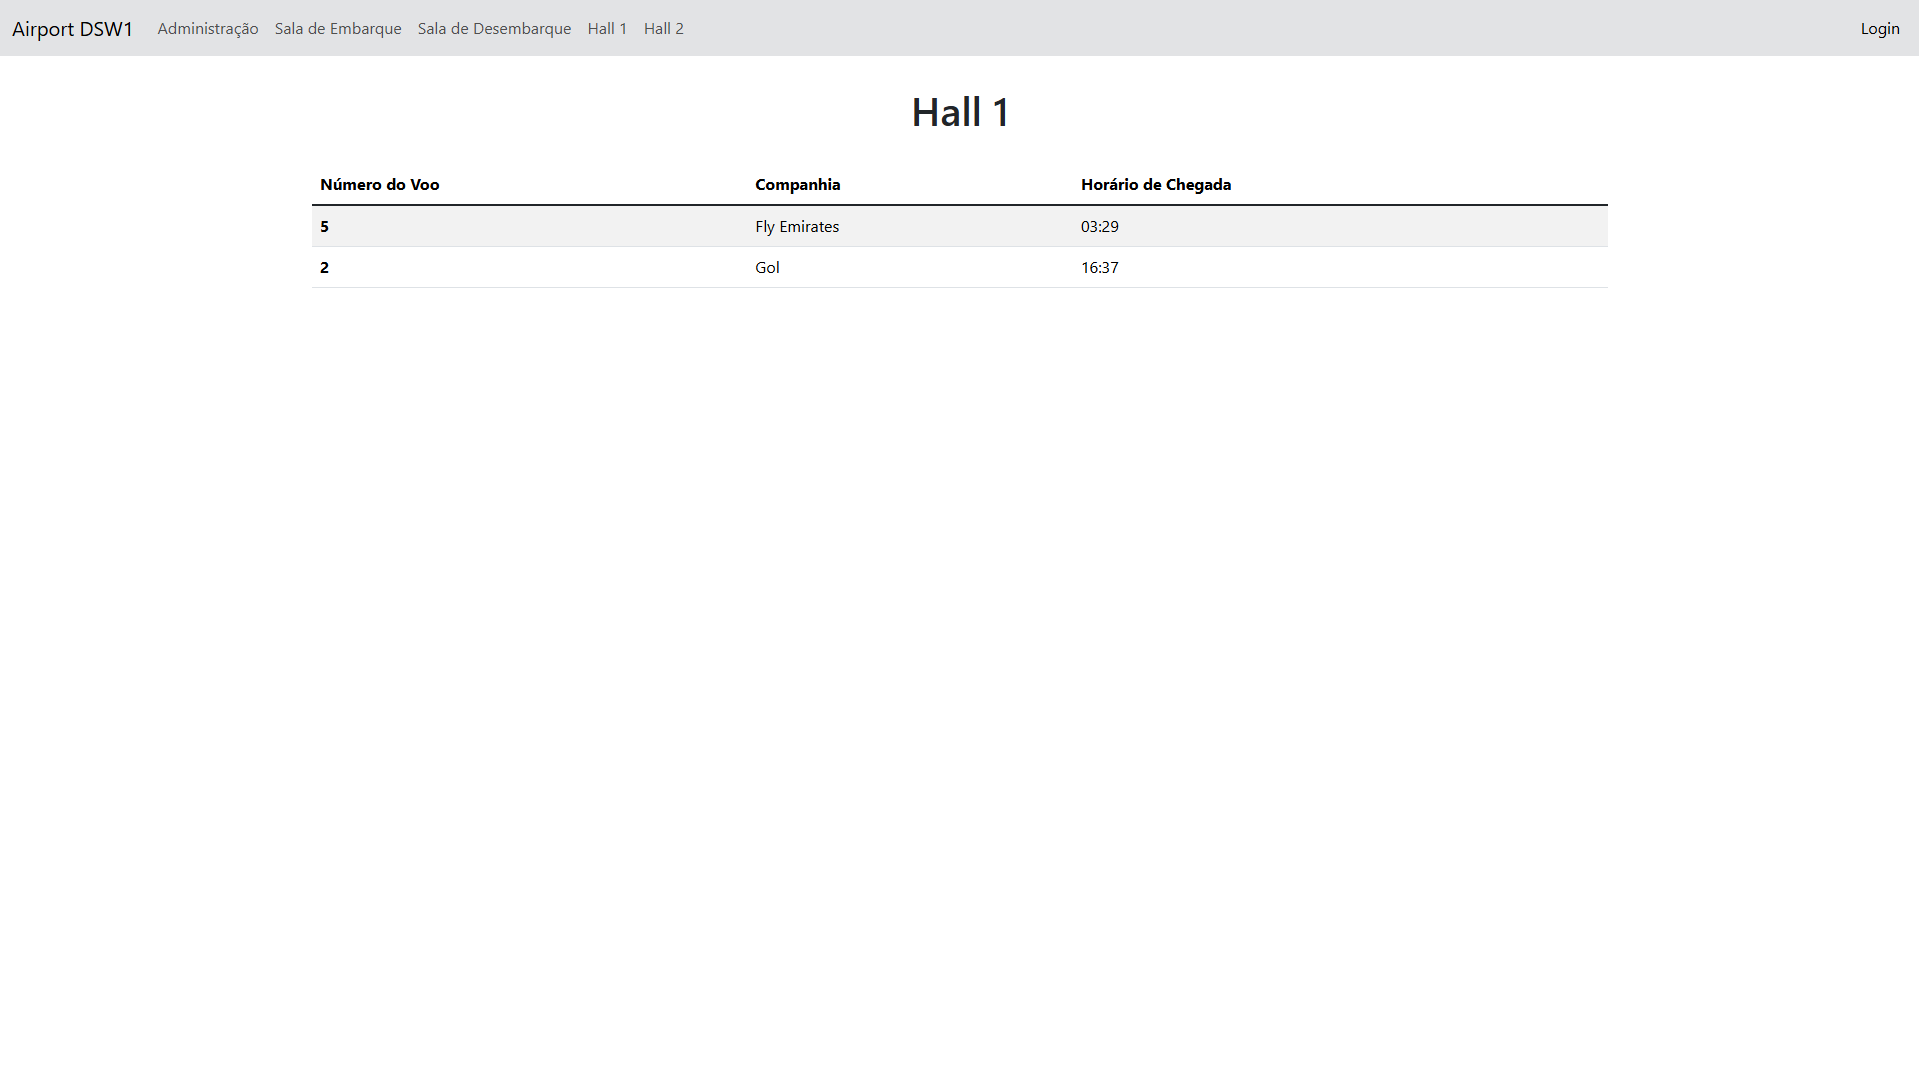 Airport DSW1 Administração Sala de Embarque Sala de Desembarque Hall 1 Hall 2 Login
Hall 1
Número do Voo Companhia Horário de Chegada
5 Fly Emirates 03:29
2 Gol 16:37